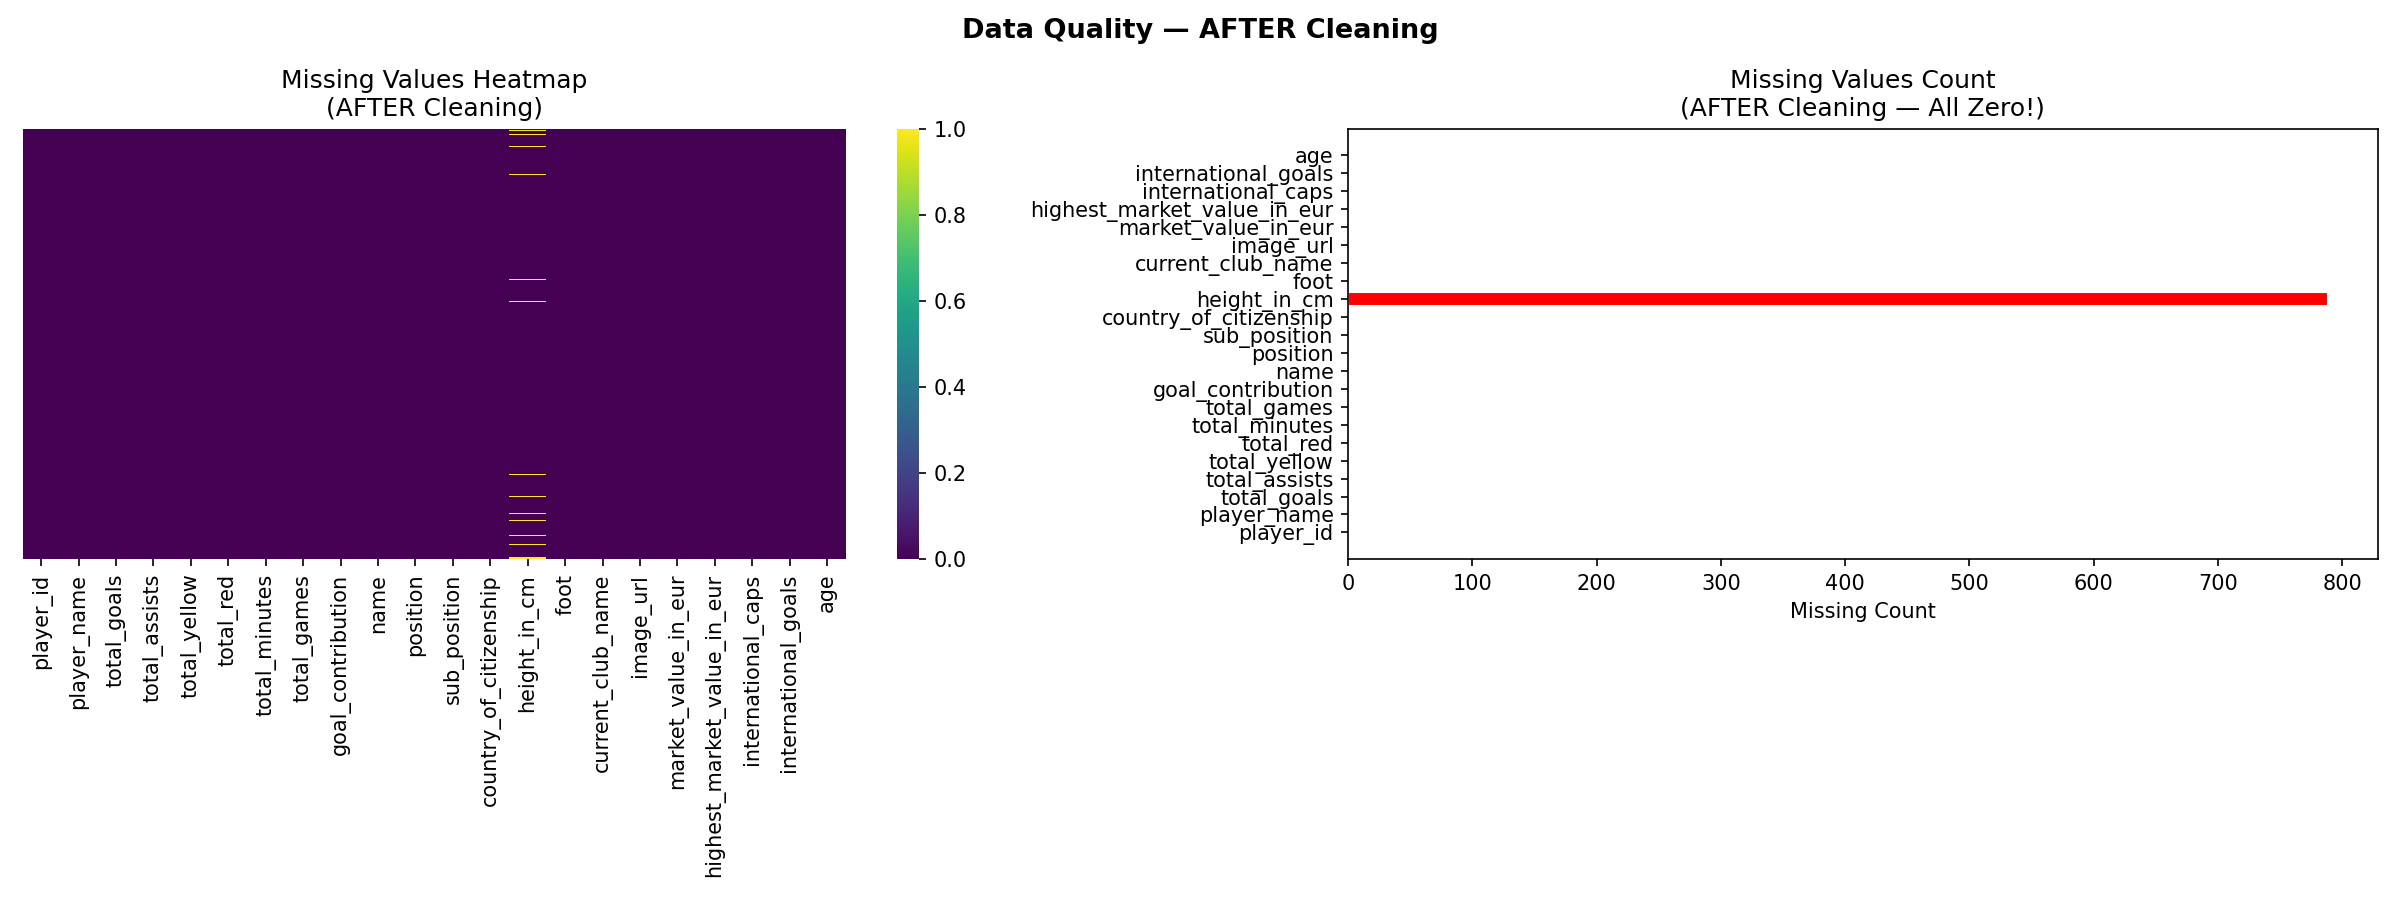 Data Quality — AFTER Cleaning
Missing Values Heatmap
(AFTER Cleaning)
1.0
0.8
0.6
0.4
0.2
0.0
player_id
player_name
total_goals
total_assists
total_yellow
total_red
total_minutes
total_games
goal_contribution
name
position
sub_position
country_of_citizenship
height_in_cm
foot
current_club_name
image_url
market_value_in_eur
highest_market_value_in_eur
international_caps
international_goals
age
Missing Values Count
(AFTER Cleaning — All Zero!)
age
international_goals
international_caps
highest_market_value_in_eur
market_value_in_eur
image_url
current_club_name
foot
height_in_cm
country_of_citizenship
sub_position
position
name
goal_contribution
total_games
total_minutes
total_red
total_yellow
total_assists
total_goals
player_name
player_id
0 100 200 300 400 500 600 700 800
Missing Count